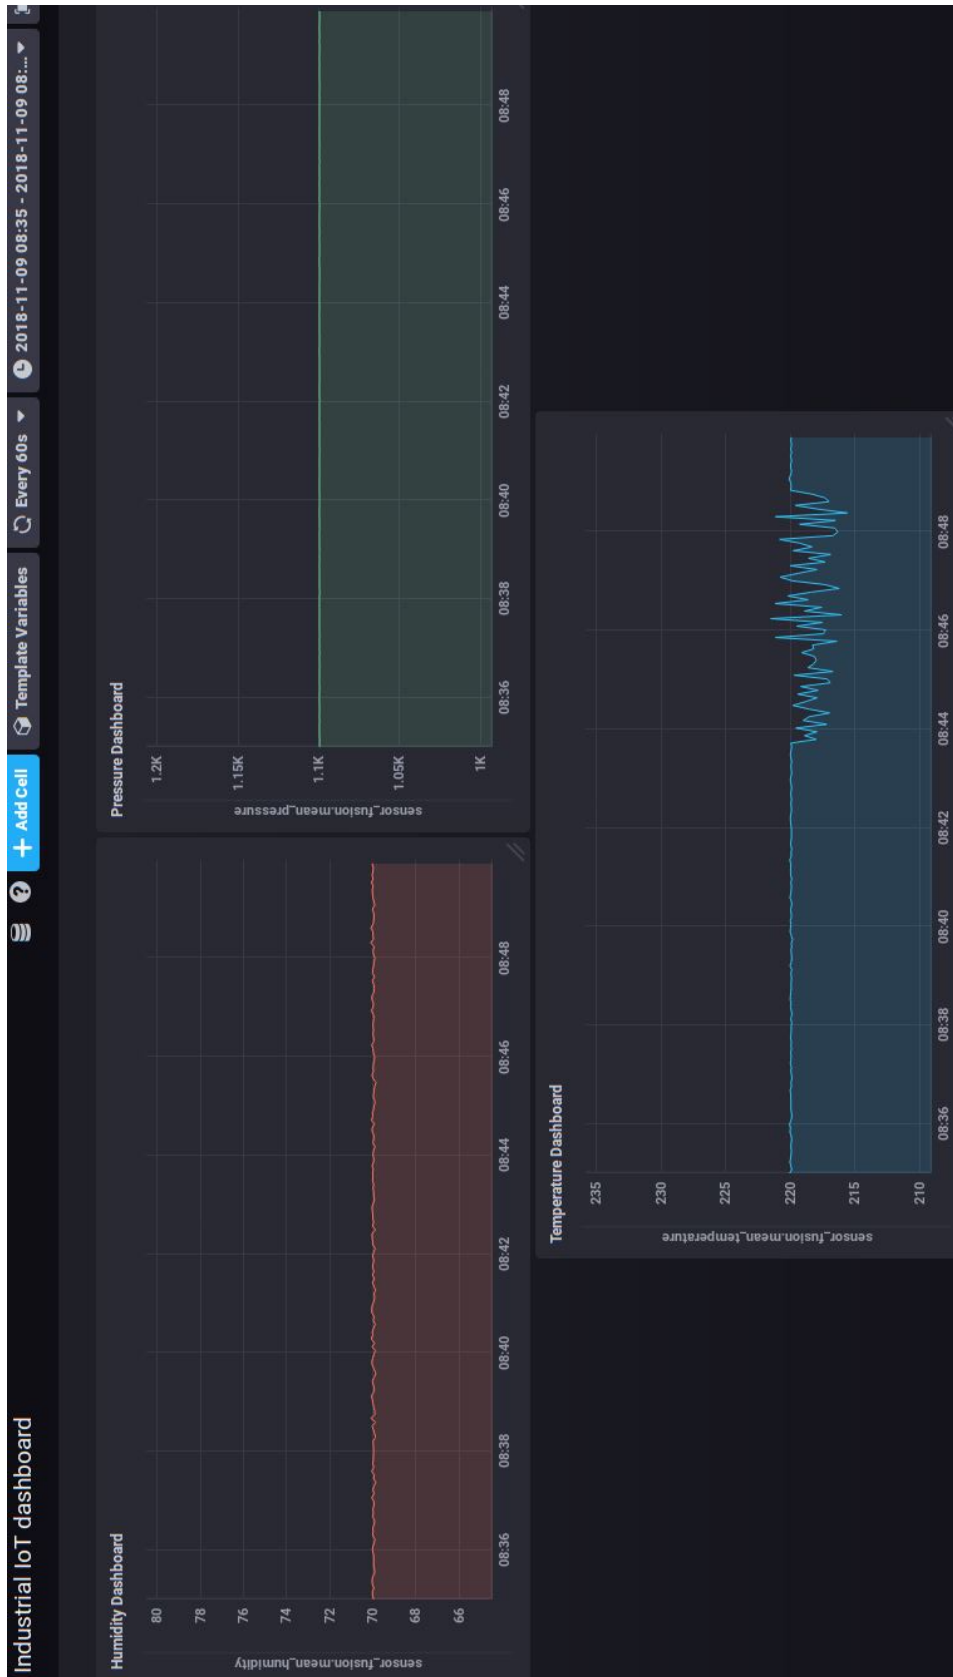 Industrial IoT dashboard
Add Cell
Template Variables
Every 60s
2018-11-09 08:35 - 2018-11-09 08:...
Humidity Dashboard
sensor_fusion.mean_humidity
80
78
76
74
72
70
68
66
08:36
08:38
08:40
08:42
08:44
08:46
08:48
Pressure Dashboard
sensor_fusion.mean_pressure
1.2K
1.15K
1.1K
1.05K
1K
08:36
08:38
08:40
08:42
08:44
08:46
08:48
Temperature Dashboard
sensor_fusion.mean_temperature
235
230
225
220
215
210
08:36
08:38
08:40
08:42
08:44
08:46
08:48